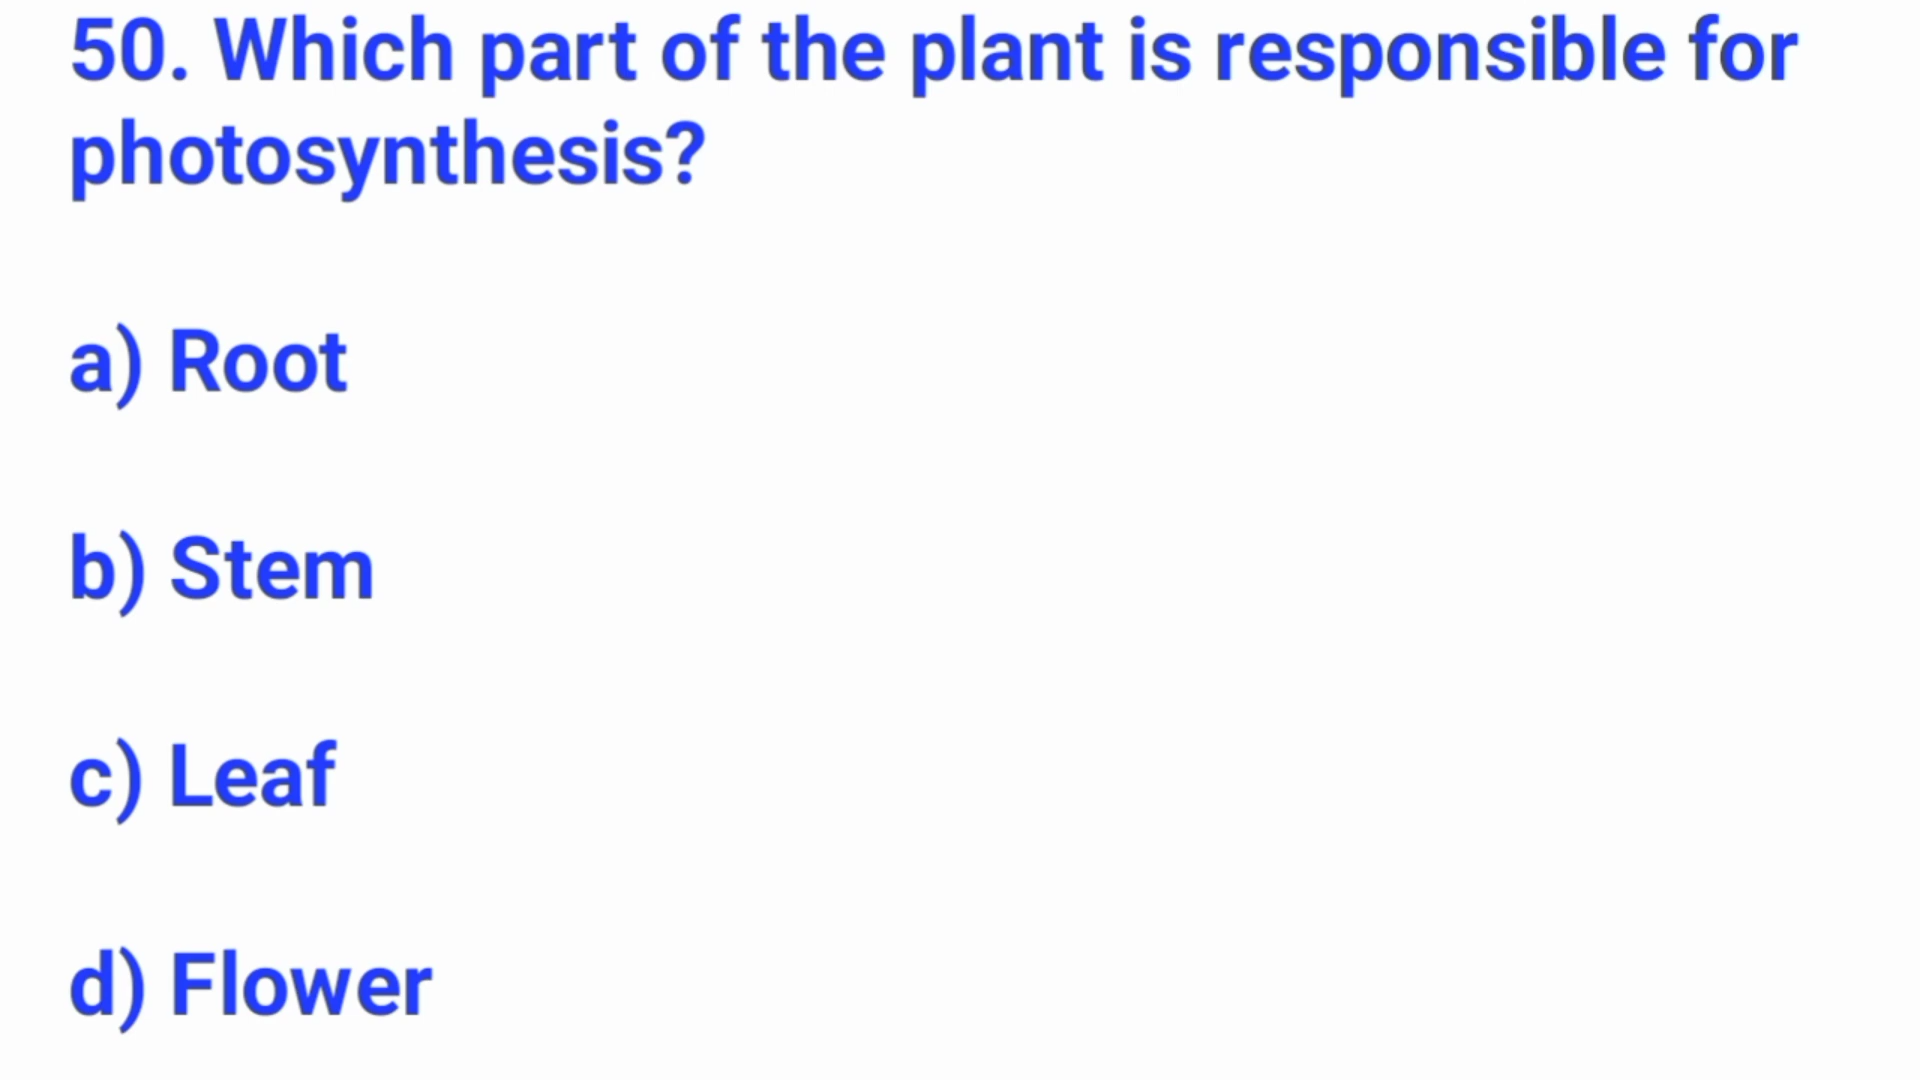 50. Which part of the plant is responsible for
photosynthesis?
a) Root
b) Stem
c) Leaf
d) Flower